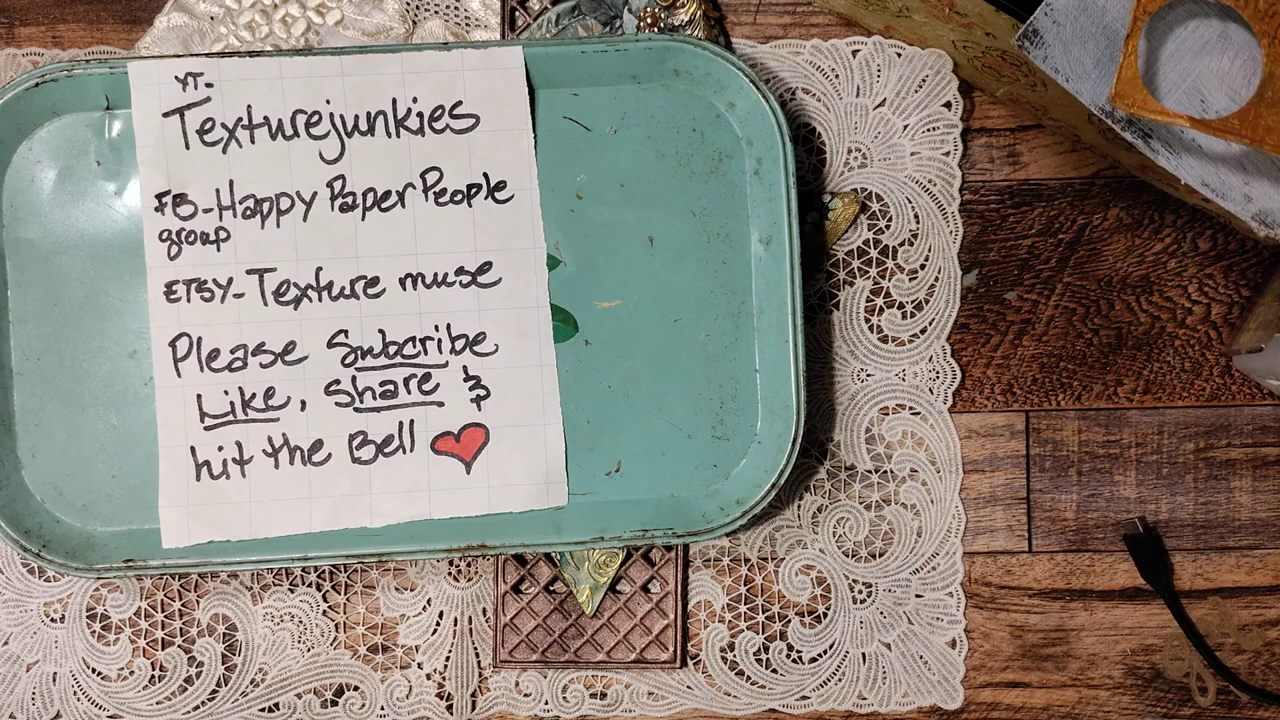 YT-
Texturejunkies
FB-Happy Paper People
group
ETSY-Texture muse
Please Subcribe
Like, Share &
hit the Bell